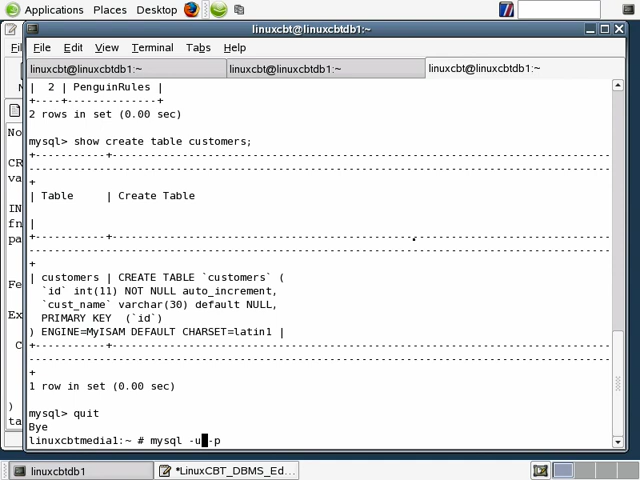 Applications Places Desktop
linuxcbt@linuxcbtdb1:~
File Edit View Terminal Tabs Help
linuxcbt@linuxcbtdb1:~ linuxcbt@linuxcbtdb1:~ linuxcbt@linuxcbtdb1:~
| 2 | PenguinRules |
+----+--------------+
2 rows in set (0.00 sec)
mysql> show create table customers;
+-----------+--------------------------------------------------------------------------
--------------------------------------------------------------------------------------
+
| Table | Create Table
|
+-----------+--------------------------------------------------------------------------
--------------------------------------------------------------------------------------
+
| customers | CREATE TABLE `customers` (
`id` int(11) NOT NULL auto_increment,
`cust_name` varchar(30) default NULL,
PRIMARY KEY (`id`)
) ENGINE=MyISAM DEFAULT CHARSET=latin1 |
+-----------+--------------------------------------------------------------------------
--------------------------------------------------------------------------------------
+
1 row in set (0.00 sec)
mysql> quit
Bye
linuxcbtmedia1:~ # mysql -u -p
linuxcbtdb1 *LinuxCBT_DBMS_Ed...